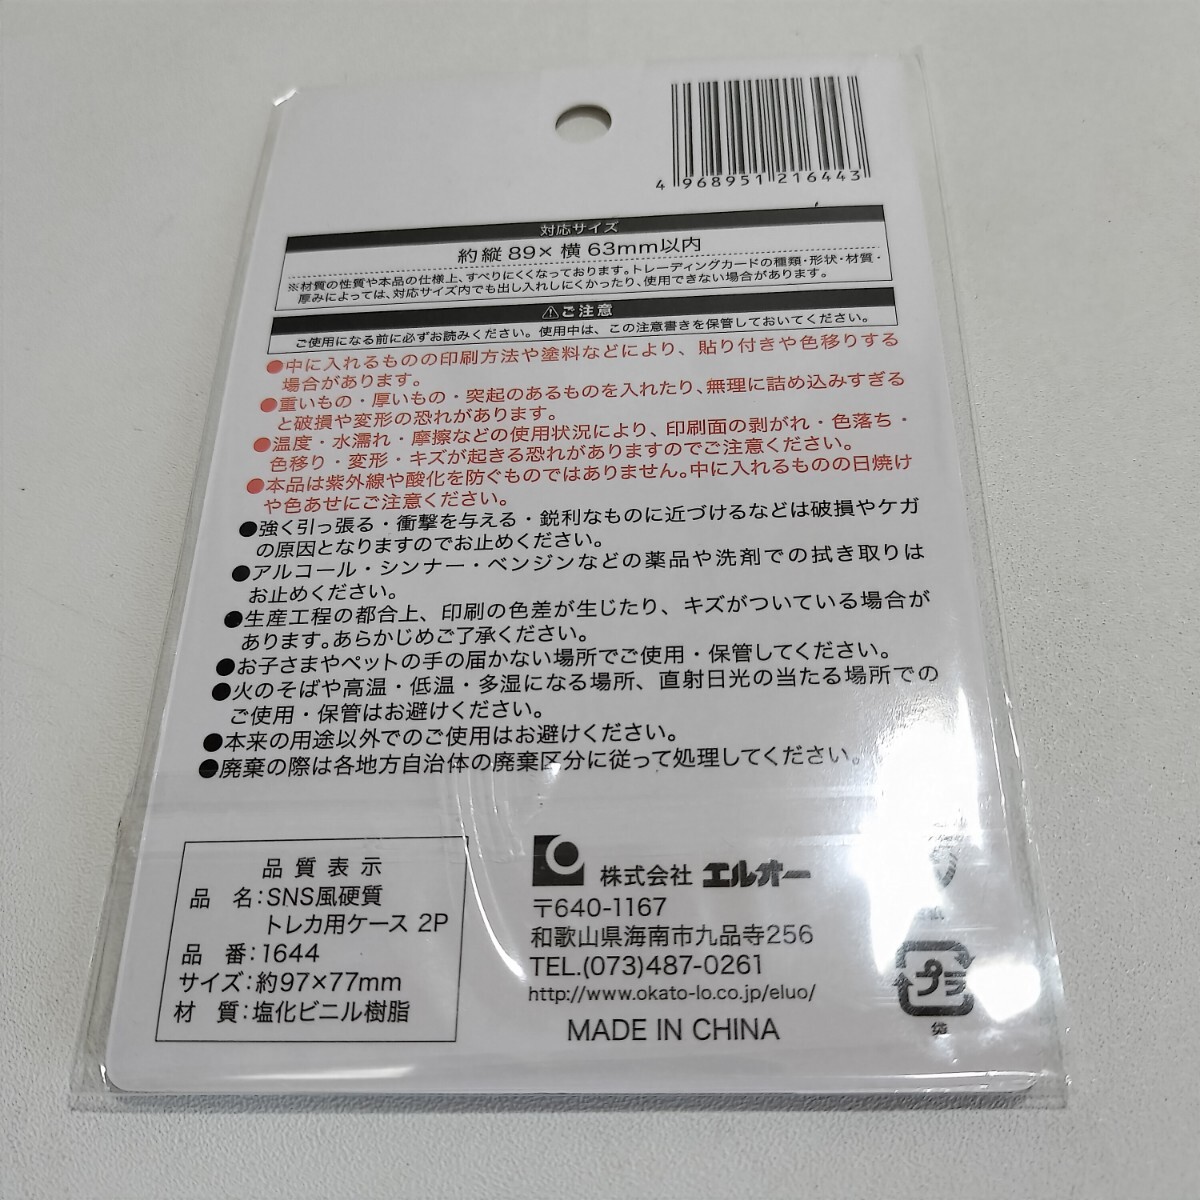 4 968951 216443
対応サイズ
約縦 89× 横 63mm以内
※材質の性質や本品の仕様上、すべりにくくなっております。トレーディングカードの種類・形状・材質・
厚みによっては、対応サイズ内でも出し入れしにくかったり、使用できない場合があります。
⚠ご注意
ご使用になる前に必ずお読みください。使用中は、この注意書きを保管しておいてください。
●中に入れるものの印刷方法や塗料などにより、貼り付きや色移りする
場合があります。
●重いもの・厚いもの・突起のあるものを入れたり、無理に詰め込みすぎる
と破損や変形の恐れがあります。
●温度・水濡れ・摩擦などの使用状況により、印刷面の剥がれ・色落ち・
色移り・変形・キズが起きる恐れがありますのでご注意ください。
●本品は紫外線や酸化を防ぐものではありません。中に入れるものの日焼け
や色あせにご注意ください。
●強く引っ張る・衝撃を与える・鋭利なものに近づけるなどは破損やケガ
の原因となりますのでお止めください。
●アルコール・シンナー・ベンジンなどの薬品や洗剤での拭き取りは
お止めください。
●生産工程の都合上、印刷の色差が生じたり、キズがついている場合が
あります。あらかじめご了承ください。
●お子さまやペットの手の届かない場所でご使用・保管してください。
●火のそばや高温・低温・多湿になる場所、直射日光の当たる場所での
ご使用・保管はお避けください。
●本来の用途以外でのご使用はお避けください。
●廃棄の際は各地方自治体の廃棄区分に従って処理してください。
品質表示
品 名:SNS風硬質
トレカ用ケース 2P
品 番:1644
サイズ:約97×77mm
材 質:塩化ビニル樹脂
株式会社 エルオー
〒640-1167
和歌山県海南市九品寺256
TEL.(073)487-0261
http://www.okato-lo.co.jp/eluo/
MADE IN CHINA
プラ
袋